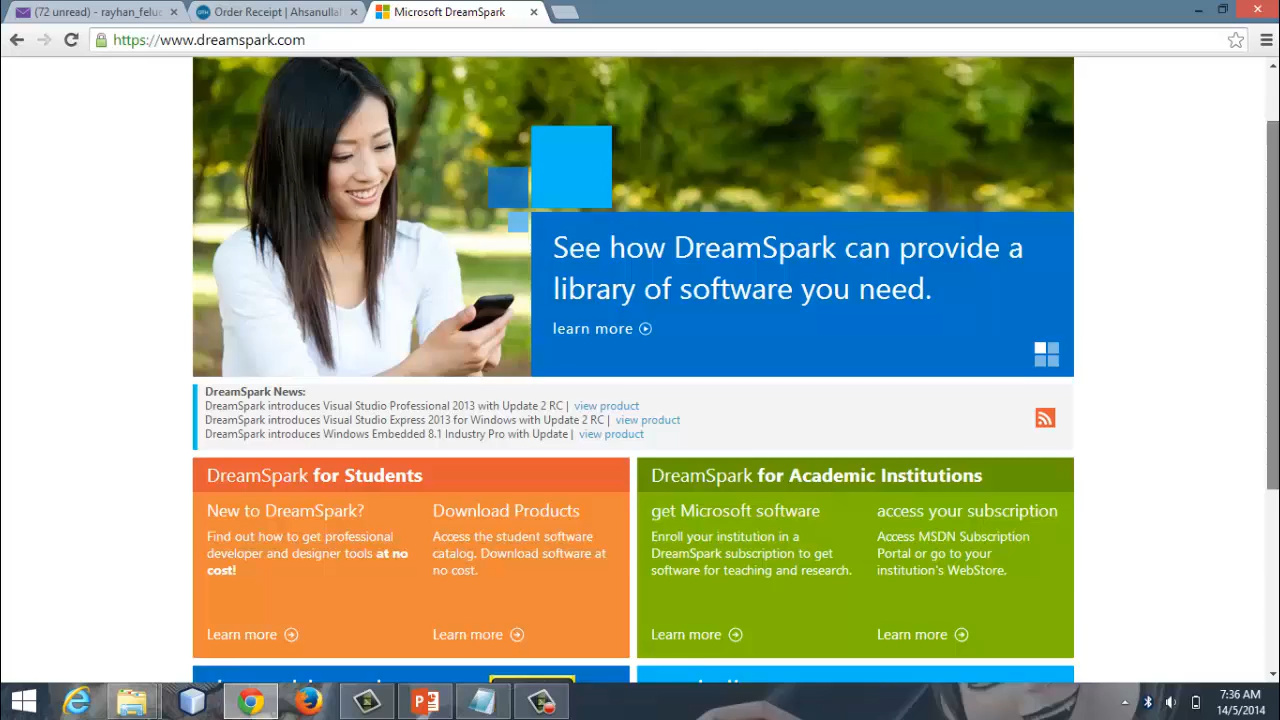 (72 unread) - rayhan_feluc
Order Receipt | Ahsanullah
Microsoft DreamSpark
https://www.dreamspark.com
See how DreamSpark can provide a
library of software you need.
learn more
DreamSpark News:
DreamSpark introduces Visual Studio Professional 2013 with Update 2 RC | view product
DreamSpark introduces Visual Studio Express 2013 for Windows with Update 2 RC | view product
DreamSpark introduces Windows Embedded 8.1 Industry Pro with Update | view product
DreamSpark for Students
New to DreamSpark?
Find out how to get professional
developer and designer tools at no
cost!
Learn more
Download Products
Access the student software
catalog. Download software at
no cost.
Learn more
DreamSpark for Academic Institutions
get Microsoft software
Enroll your institution in a
DreamSpark subscription to get
software for teaching and research.
Learn more
access your subscription
Access MSDN Subscription
Portal or go to your
institution's WebStore.
Learn more
7:36 AM
14/5/2014